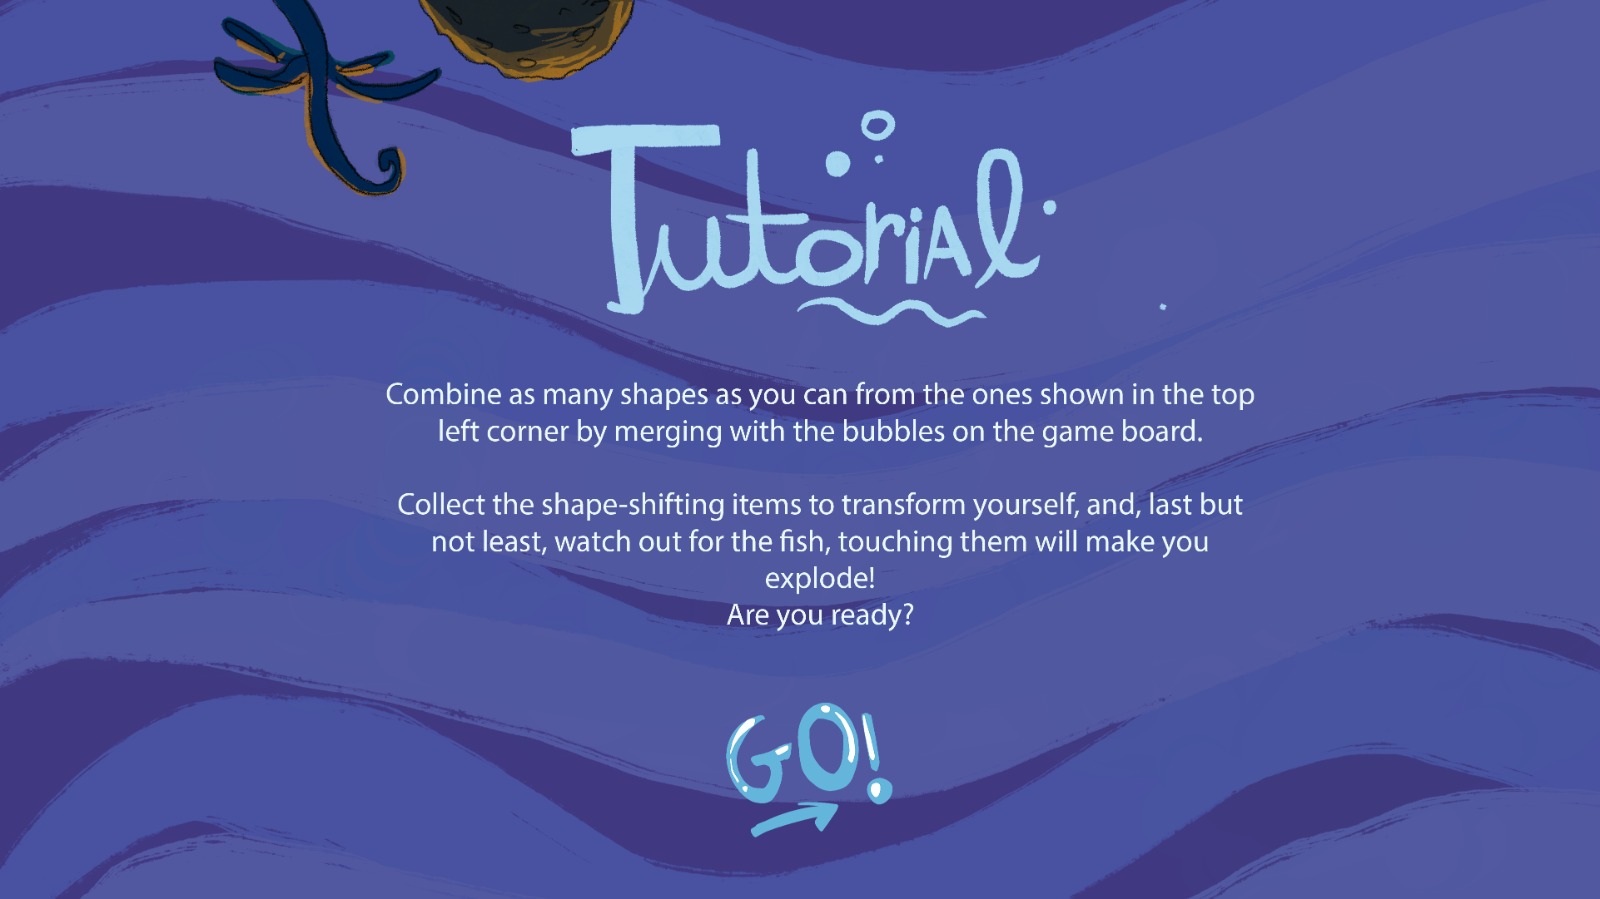 Tutorial
Combine as many shapes as you can from the ones shown in the top
left corner by merging with the bubbles on the game board.
Collect the shape-shifting items to transform yourself, and, last but
not least, watch out for the fish, touching them will make you
explode!
Are you ready?
GO!